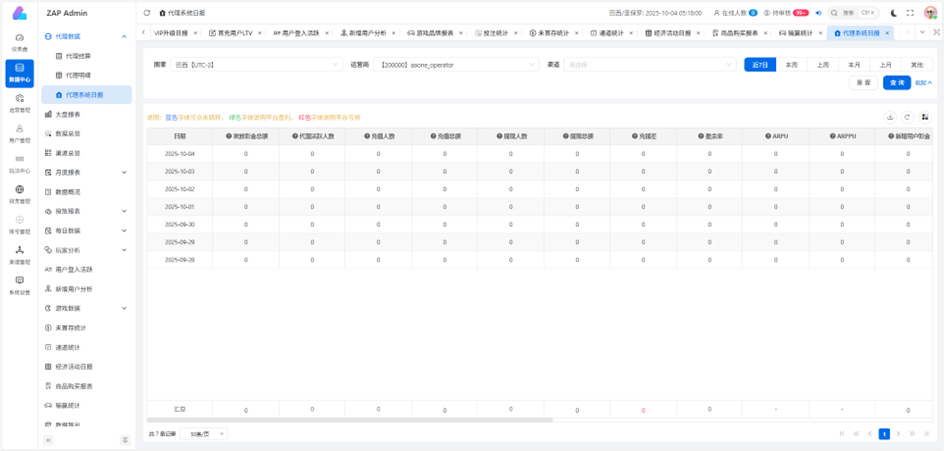 ZAP Admin
代理系统日报
巴西/圣保罗: 2025-10-04 05:18:00
在线人数 0
待审核 99+
搜索 Ctrl K
VIP升级日报 ×
首充用户LTV ×
用户登入活跃 ×
新增用户分析 ×
游戏品牌报表 ×
投注统计 ×
未首存统计 ×
通道统计 ×
经济活动日报 ×
商品购买报表 ×
输赢统计 ×
代理系统日报 ×
仪表盘
数据中心
运营管理
用户管理
玩法中心
财务管理
账号管理
渠道管理
系统设置
代理数据
代理结算
代理明细
代理系统日报
大盘报表
数据总览
渠道总览
月度报表
数据概况
投放报表
每日数据
玩家分析
用户登入活跃
新增用户分析
游戏数据
未首存统计
通道统计
经济活动日报
商品购买报表
输赢统计
数据导出
国家 巴西【UTC-3】
运营商 【200000】aaone_operator
渠道 请选择
近7日 本周 上周 本月 上月 其他
重置 查询 收起
说明: 蓝色字体可点击跳转, 绿色字体说明平台盈利, 红色字体说明平台亏损
日期 发放彩金总额 代理活跃人数 充值人数 充值总额 提现人数 提现总额 充提差 盈余率 ARPU ARPPU 新增用户彩金
2025-10-04 0 0 0 0 0 0 0 0 0 0 0
2025-10-03 0 0 0 0 0 0 0 0 0 0 0
2025-10-02 0 0 0 0 0 0 0 0 0 0 0
2025-10-01 0 0 0 0 0 0 0 0 0 0 0
2025-09-30 0 0 0 0 0 0 0 0 0 0 0
2025-09-29 0 0 0 0 0 0 0 0 0 0 0
2025-09-28 0 0 0 0 0 0 0 0 0 0 0
汇总 0 0 0 0 0 0 0 0 - - 0
共 7 条记录 50条/页
1